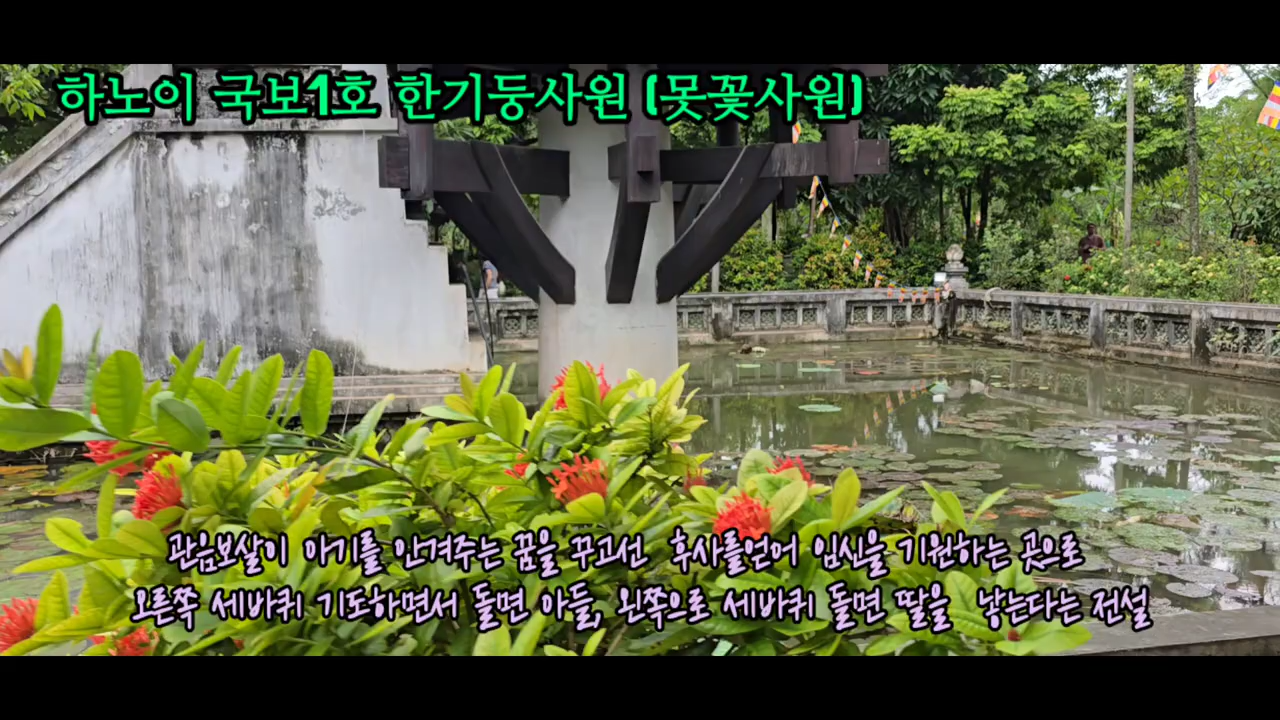 하노이 국보1호 한기둥사원 (못꽃사원)
관음보살이 아기를 안겨주는 꿈을 꾸고선 후사를얻어 임신을 기원하는 곳으로
오른쪽 세바퀴 기도하면서 돌면 아들, 왼쪽으로 세바퀴 돌면 딸을 낳는다는 전설